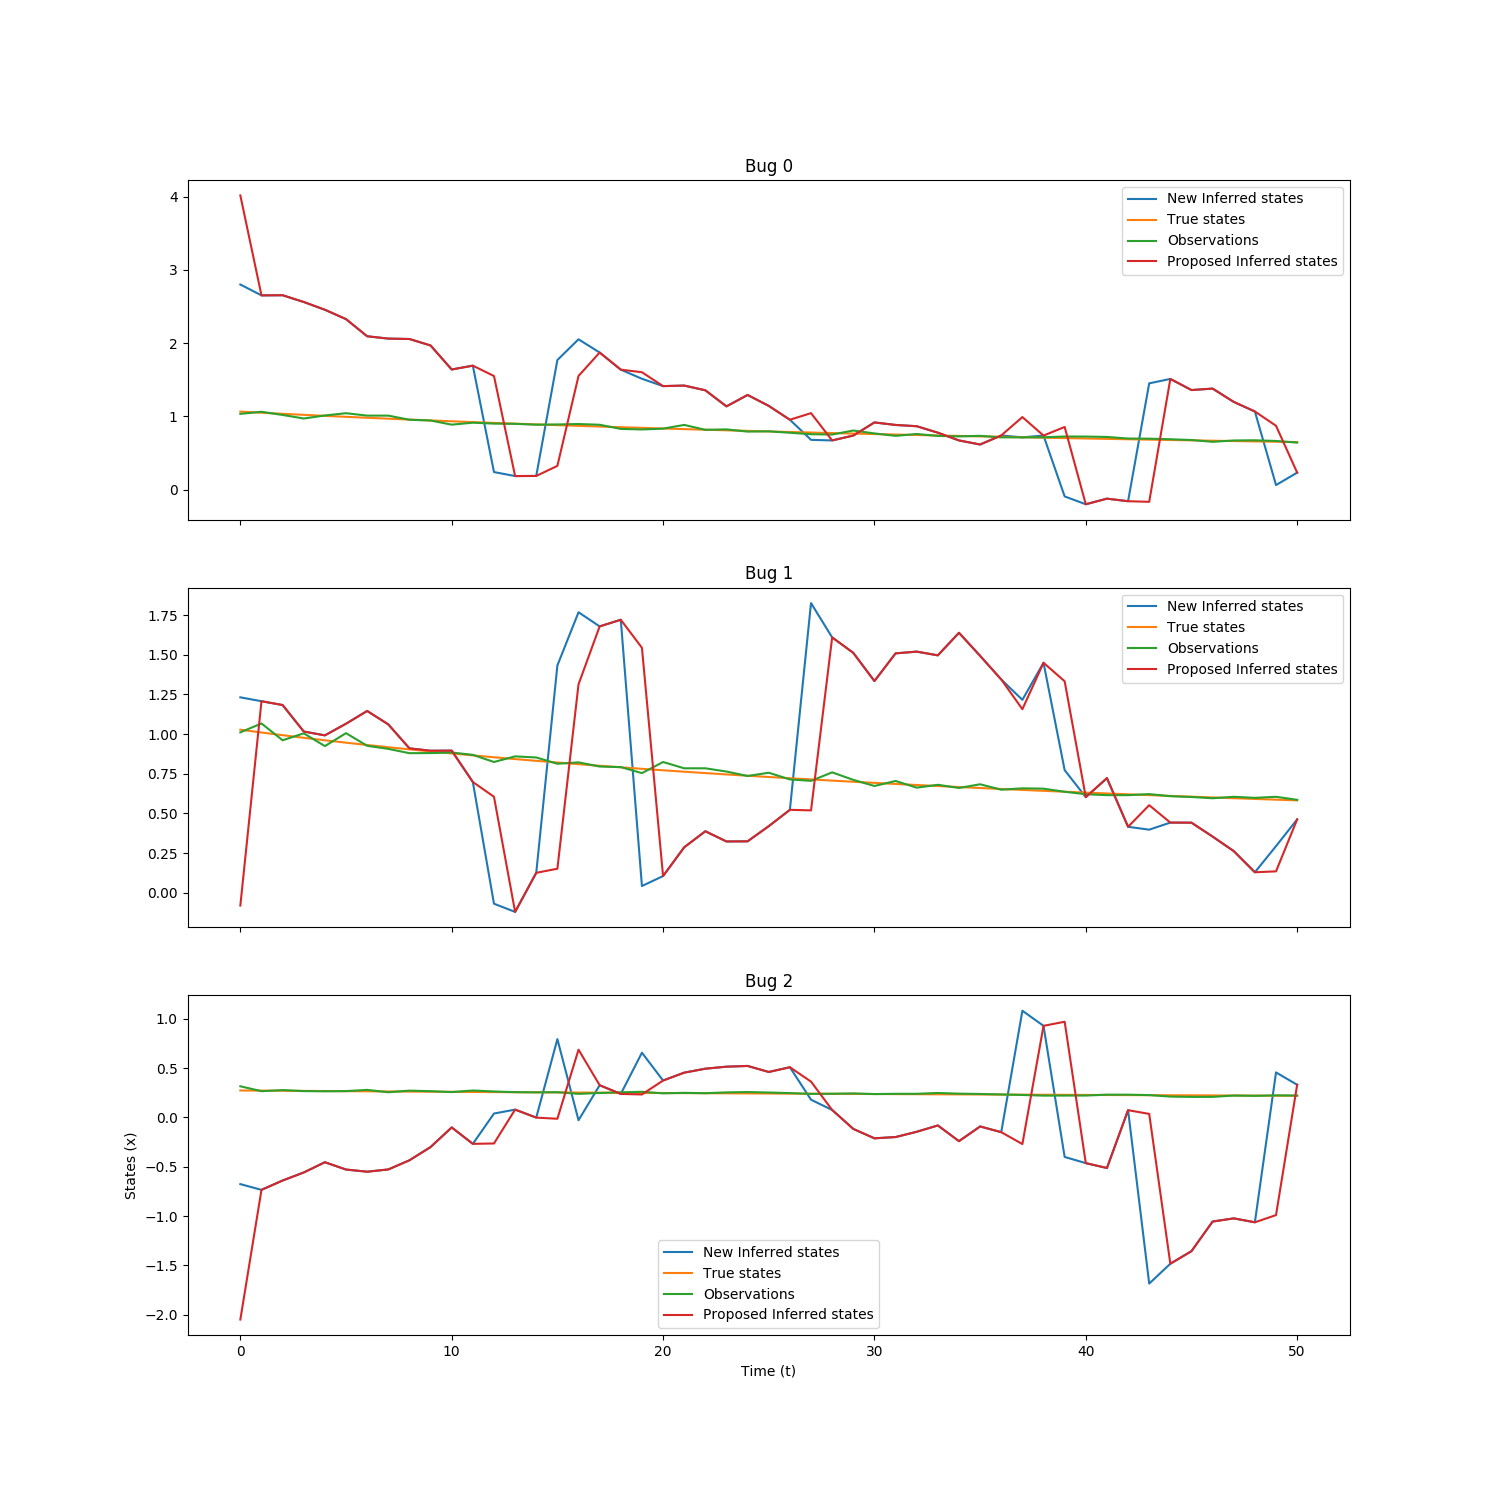 Bug 0
4
3
2
1
0
New Inferred states
True states
Observations
Proposed Inferred states
Bug 1
1.75
1.50
1.25
1.00
0.75
0.50
0.25
0.00
New Inferred states
True states
Observations
Proposed Inferred states
Bug 2
1.0
0.5
0.0
−0.5
−1.0
−1.5
−2.0
States (x)
New Inferred states
True states
Observations
Proposed Inferred states
0 10 20 30 40 50
Time (t)